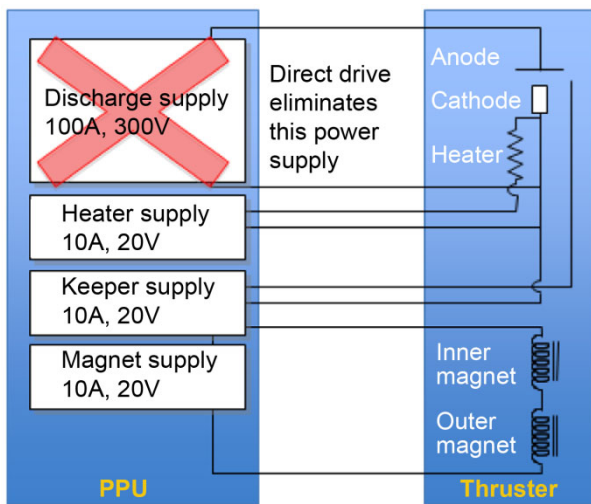 Discharge supply
100A, 300V
Direct drive
eliminates
this power
supply
Anode
Cathode
Heater
Heater supply
10A, 20V
Keeper supply
10A, 20V
Magnet supply
10A, 20V
Inner
magnet
Outer
magnet
PPU
Thruster